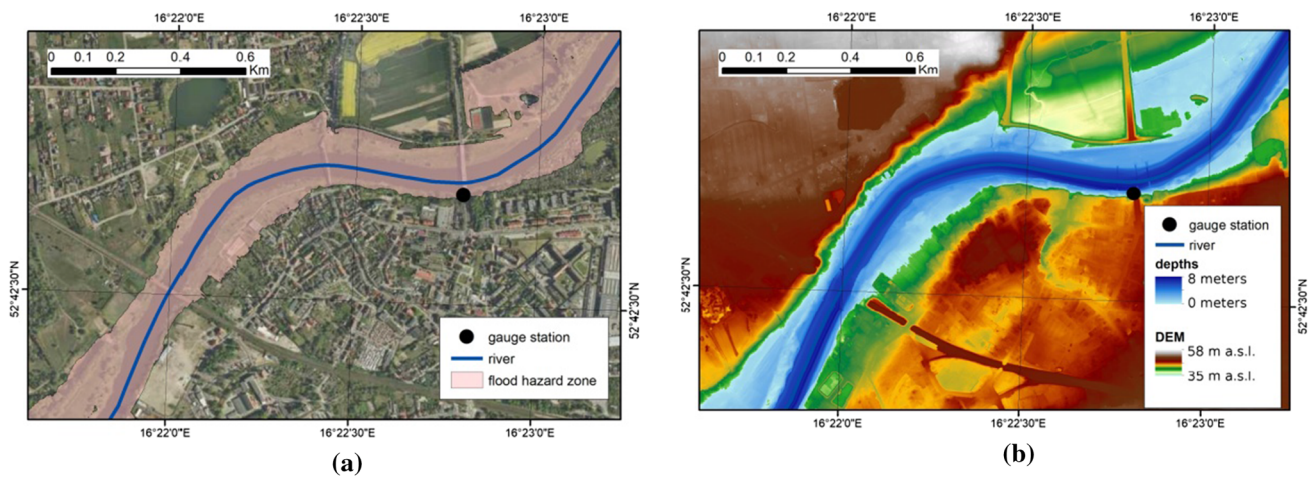 16°22'0"E 16°22'30"E 16°23'0"E
0 0.1 0.2 0.4 0.6
Km
52°42'30"N
52°42'30"N
gauge station
river
flood hazard zone
16°22'0"E 16°22'30"E 16°23'0"E
(a)
16°22'0"E 16°22'30"E 16°23'0"E
0 0.1 0.2 0.4 0.6
Km
52°42'30"N
52°42'30"N
gauge station
river
depths
8 meters
0 meters
DEM
58 m a.s.l.
35 m a.s.l.
16°22'0"E 16°22'30"E 16°23'0"E
(b)